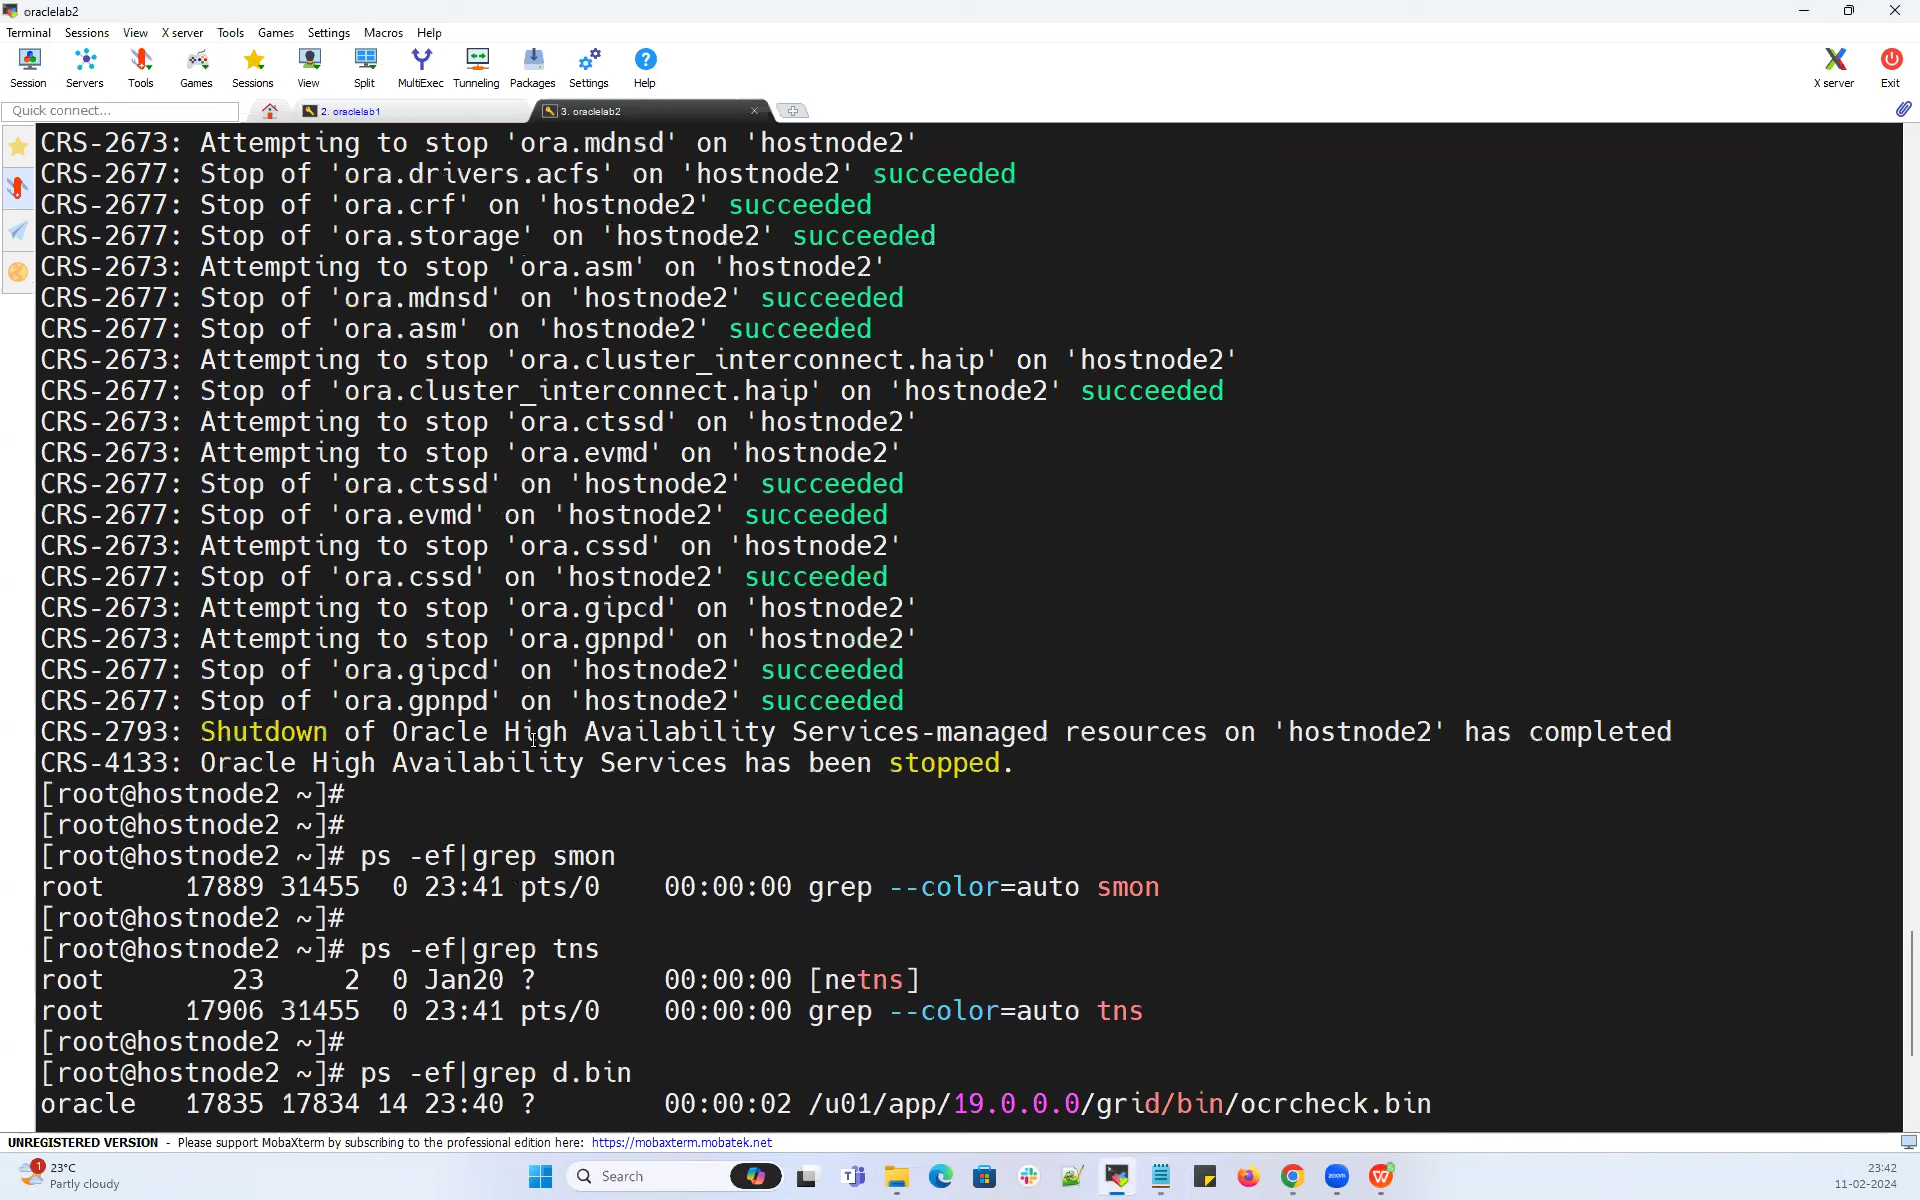 oraclelab2
Terminal Sessions View X server Tools Games Settings Macros Help
Session Servers Tools Games Sessions View Split MultiExec Tunneling Packages Settings Help X server Exit
Quick connect... 2. oraclelab1 3. oraclelab2
CRS-2673: Attempting to stop 'ora.mdnsd' on 'hostnode2'
CRS-2677: Stop of 'ora.drivers.acfs' on 'hostnode2' succeeded
CRS-2677: Stop of 'ora.crf' on 'hostnode2' succeeded
CRS-2677: Stop of 'ora.storage' on 'hostnode2' succeeded
CRS-2673: Attempting to stop 'ora.asm' on 'hostnode2'
CRS-2677: Stop of 'ora.mdnsd' on 'hostnode2' succeeded
CRS-2677: Stop of 'ora.asm' on 'hostnode2' succeeded
CRS-2673: Attempting to stop 'ora.cluster_interconnect.haip' on 'hostnode2'
CRS-2677: Stop of 'ora.cluster_interconnect.haip' on 'hostnode2' succeeded
CRS-2673: Attempting to stop 'ora.ctssd' on 'hostnode2'
CRS-2673: Attempting to stop 'ora.evmd' on 'hostnode2'
CRS-2677: Stop of 'ora.ctssd' on 'hostnode2' succeeded
CRS-2677: Stop of 'ora.evmd' on 'hostnode2' succeeded
CRS-2673: Attempting to stop 'ora.cssd' on 'hostnode2'
CRS-2677: Stop of 'ora.cssd' on 'hostnode2' succeeded
CRS-2673: Attempting to stop 'ora.gipcd' on 'hostnode2'
CRS-2673: Attempting to stop 'ora.gpnpd' on 'hostnode2'
CRS-2677: Stop of 'ora.gipcd' on 'hostnode2' succeeded
CRS-2677: Stop of 'ora.gpnpd' on 'hostnode2' succeeded
CRS-2793: Shutdown of Oracle High Availability Services-managed resources on 'hostnode2' has completed
CRS-4133: Oracle High Availability Services has been stopped.
[root@hostnode2 ~]#
[root@hostnode2 ~]#
[root@hostnode2 ~]# ps -ef|grep smon
root 17889 31455 0 23:41 pts/0 00:00:00 grep --color=auto smon
[root@hostnode2 ~]#
[root@hostnode2 ~]# ps -ef|grep tns
root 23 2 0 Jan20 ? 00:00:00 [netns]
root 17906 31455 0 23:41 pts/0 00:00:00 grep --color=auto tns
[root@hostnode2 ~]#
[root@hostnode2 ~]# ps -ef|grep d.bin
oracle 17835 17834 14 23:40 ? 00:00:02 /u01/app/19.0.0.0/grid/bin/ocrcheck.bin
UNREGISTERED VERSION - Please support MobaXterm by subscribing to the professional edition here: https://mobaxterm.mobatek.net
1 23°C
Partly cloudy
Search
zoom
23:42
11-02-2024